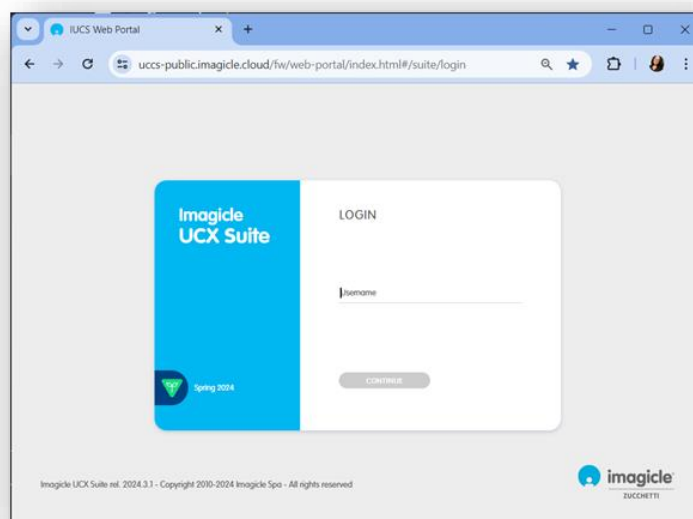 IUCS Web Portal
uccs-public.imagicle.cloud/fw/web-portal/index.html#/suite/login
Imagicle
UCX Suite
LOGIN
Username
CONTINUE
Spring 2024
Imagicle UCX Suite rel. 2024.3.1 - Copyright 2010-2024 Imagicle Spa - All rights reserved
imagicle
ZUCCHETTI